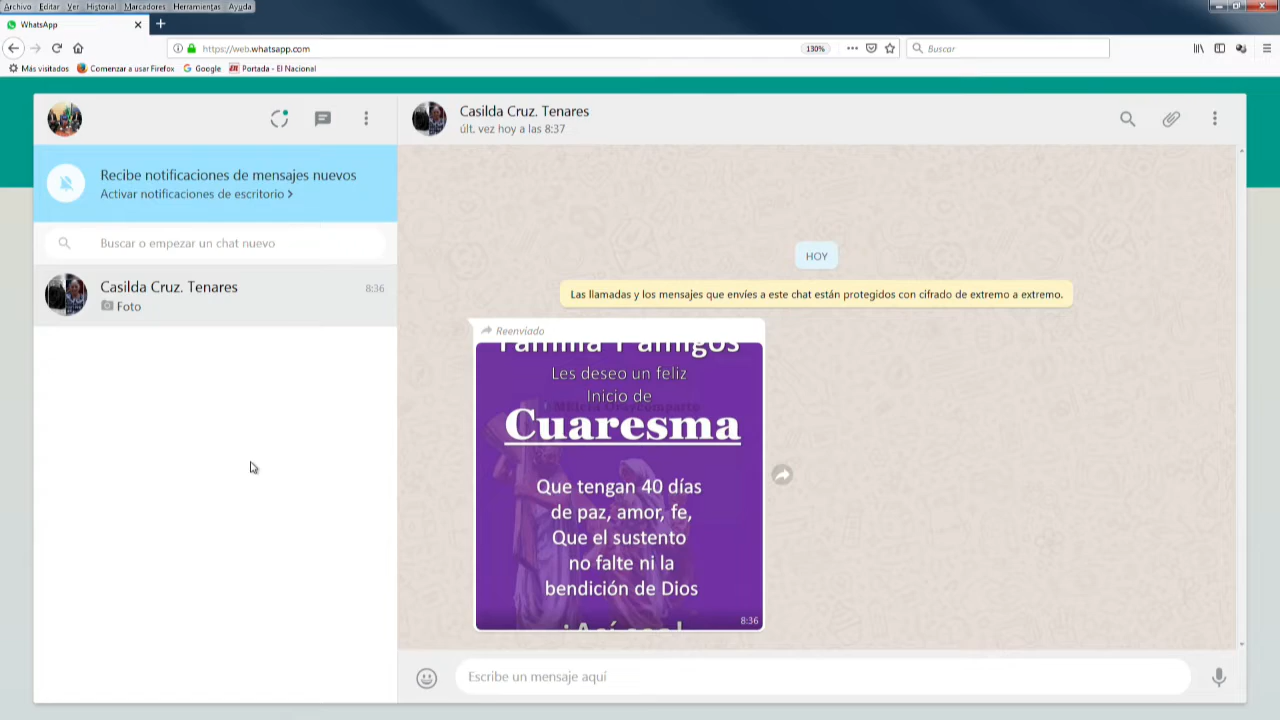 Archivo Editar Ver Historial Marcadores Herramientas Ayuda
WhatsApp
https://web.whatsapp.com
130%
Buscar
Más visitados
Comenzar a usar Firefox
Google
Portada - El Nacional
Casilda Cruz. Tenares
últ. vez hoy a las 8:37
Recibe notificaciones de mensajes nuevos
Activar notificaciones de escritorio >
Buscar o empezar un chat nuevo
Casilda Cruz. Tenares
8:36
Foto
HOY
Las llamadas y los mensajes que envíes a este chat están protegidos con cifrado de extremo a extremo.
Reenviado
Familia Y amigos
Les deseo un feliz
Inicio de
Cuaresma
Que tengan 40 días
de paz, amor, fe,
Que el sustento
no falte ni la
bendición de Dios
¡Así sea!
8:36
Escribe un mensaje aquí